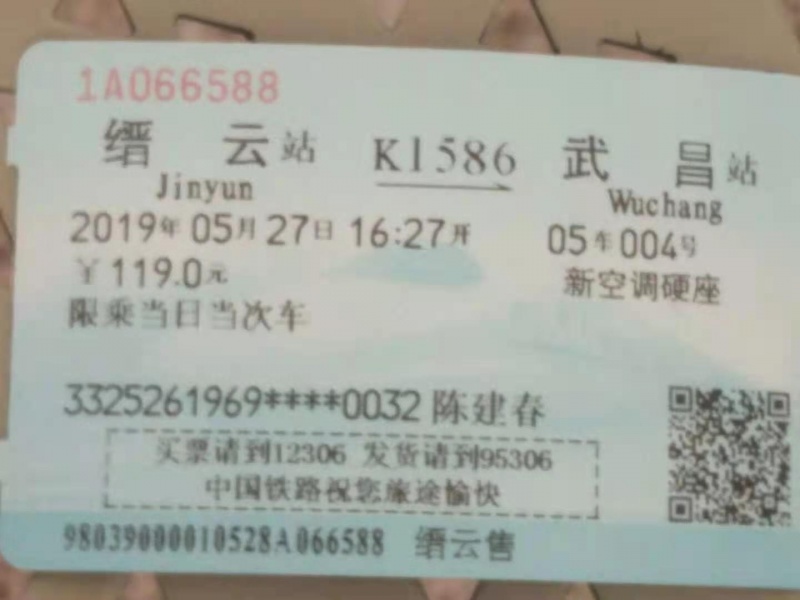 1A066588
缙云站 K1586 武昌站
Jinyun Wuchang
2019年05月27日 16:27开 05车004号
¥119.0元 新空调硬座
限乘当日当次车
3325261969****0032 陈建春
买票请到12306 发货请到95306
中国铁路祝您旅途愉快
98039000010528A066588 缙云售